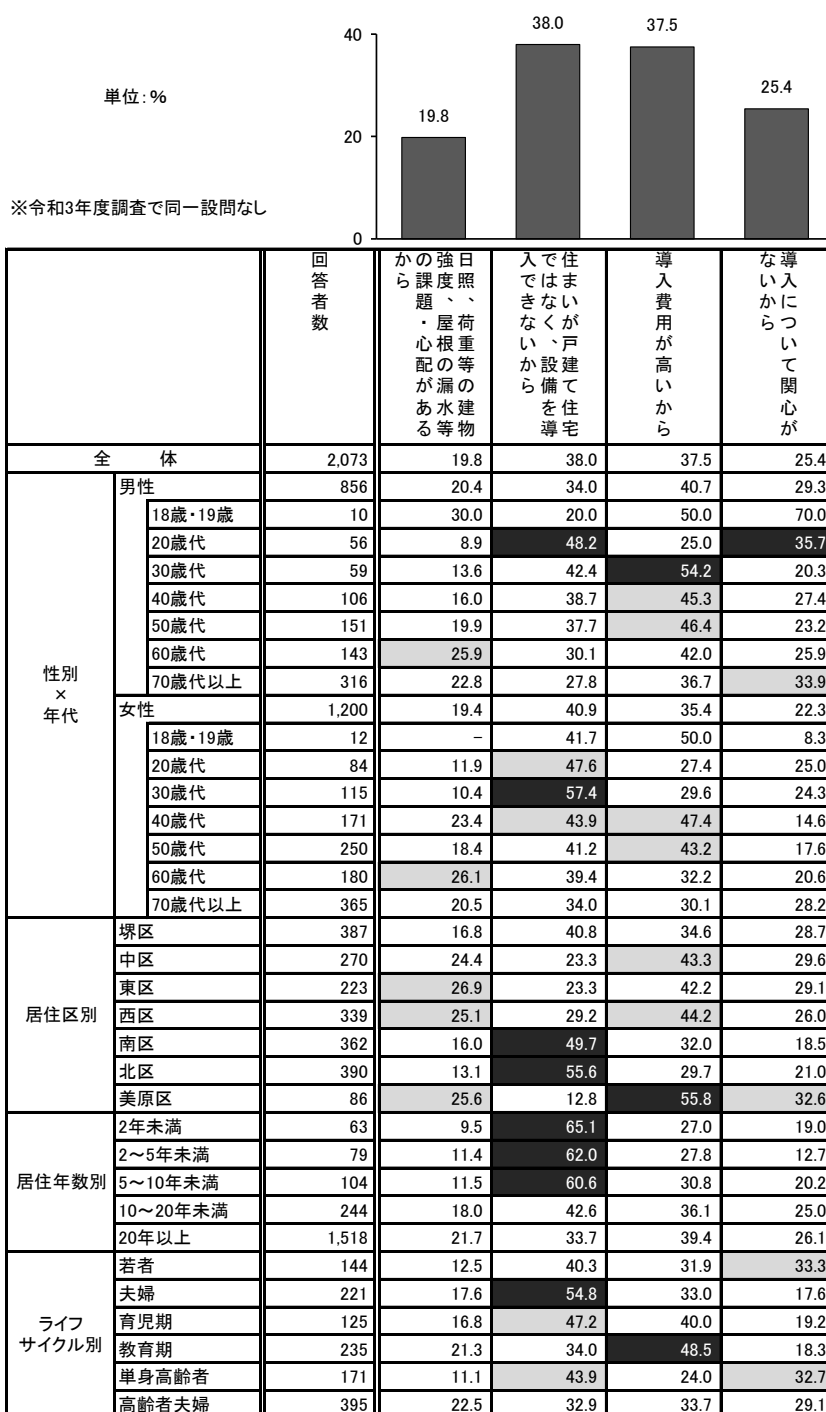 38.0
37.5
25.4
19.8
40
20
0
単位:%
※令和3年度調査で同一設問なし
回答者数
日照、荷重等の建物
強度、屋根の漏水等
の課題・心配がある
から
住まいが戸建て住宅
ではなく、設備を導
入できないから
導入費用が高いから
導入について関心が
ないから
全 体 2,073 19.8 38.0 37.5 25.4
性別
×
年代
男性 856 20.4 34.0 40.7 29.3
18歳・19歳 10 30.0 20.0 50.0 70.0
20歳代 56 8.9 48.2 25.0 35.7
30歳代 59 13.6 42.4 54.2 20.3
40歳代 106 16.0 38.7 45.3 27.4
50歳代 151 19.9 37.7 46.4 23.2
60歳代 143 25.9 30.1 42.0 25.9
70歳代以上 316 22.8 27.8 36.7 33.9
女性 1,200 19.4 40.9 35.4 22.3
18歳・19歳 12 − 41.7 50.0 8.3
20歳代 84 11.9 47.6 27.4 25.0
30歳代 115 10.4 57.4 29.6 24.3
40歳代 171 23.4 43.9 47.4 14.6
50歳代 250 18.4 41.2 43.2 17.6
60歳代 180 26.1 39.4 32.2 20.6
70歳代以上 365 20.5 34.0 30.1 28.2
居住区別
堺区 387 16.8 40.8 34.6 28.7
中区 270 24.4 23.3 43.3 29.6
東区 223 26.9 23.3 42.2 29.1
西区 339 25.1 29.2 44.2 26.0
南区 362 16.0 49.7 32.0 18.5
北区 390 13.1 55.6 29.7 21.0
美原区 86 25.6 12.8 55.8 32.6
居住年数別
2年未満 63 9.5 65.1 27.0 19.0
2〜5年未満 79 11.4 62.0 27.8 12.7
5〜10年未満 104 11.5 60.6 30.8 20.2
10〜20年未満 244 18.0 42.6 36.1 25.0
20年以上 1,518 21.7 33.7 39.4 26.1
ライフ
サイクル別
若者 144 12.5 40.3 31.9 33.3
夫婦 221 17.6 54.8 33.0 17.6
育児期 125 16.8 47.2 40.0 19.2
教育期 235 21.3 34.0 48.5 18.3
単身高齢者 171 11.1 43.9 24.0 32.7
高齢者夫婦 395 22.5 32.9 33.7 29.1